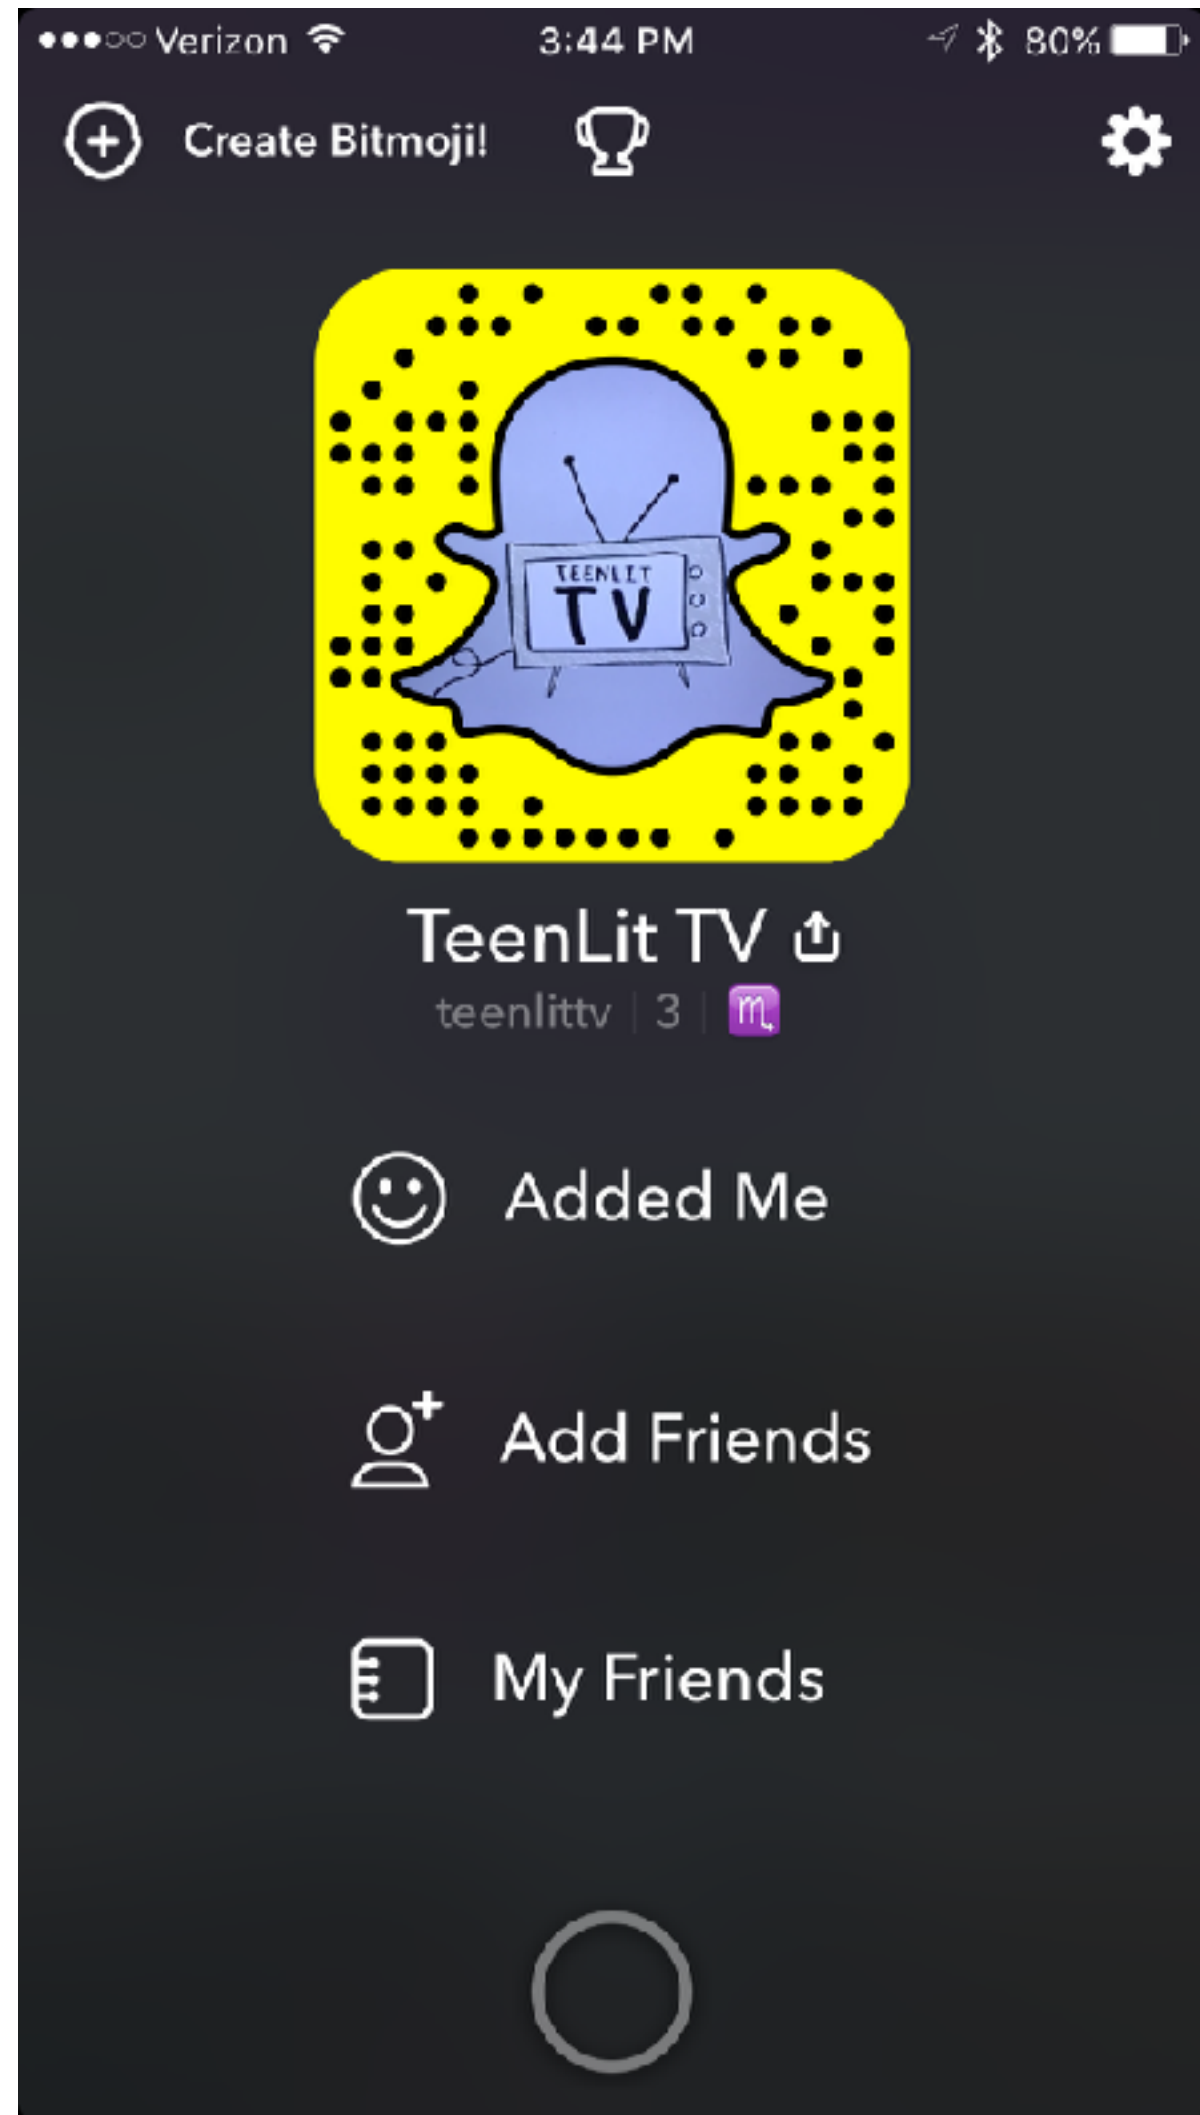 Verizon 3:44 PM 80%
Create Bitmoji!
TEENLIT
TV
TeenLit TV
teenlittv | 3 | ♏
Added Me
Add Friends
My Friends